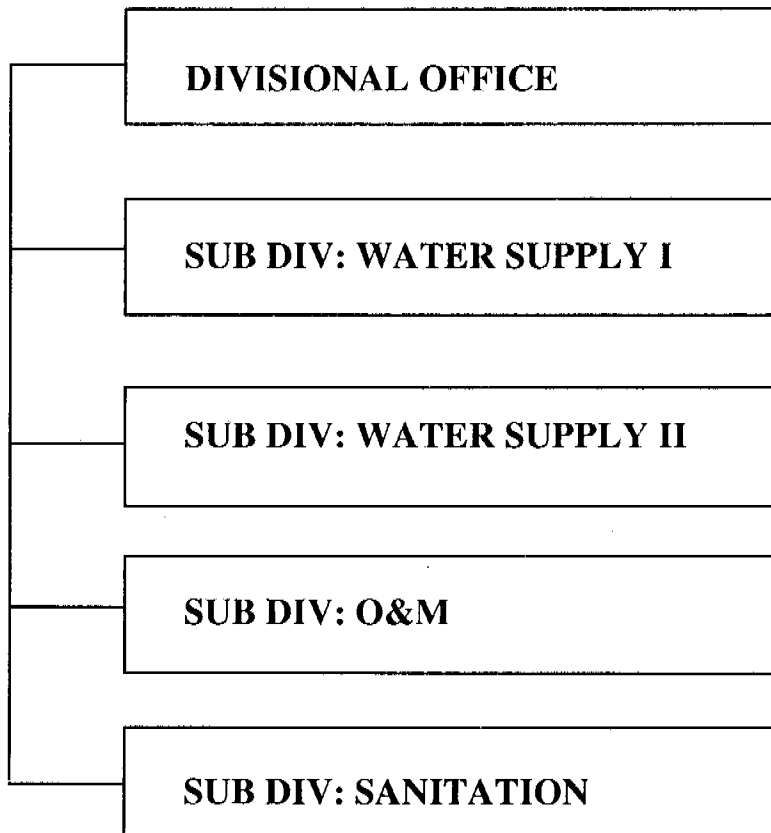 DIVISIONAL OFFICE
SUB DIV: WATER SUPPLY I
SUB DIV: WATER SUPPLY II
SUB DIV: O&M
SUB DIV: SANITATION